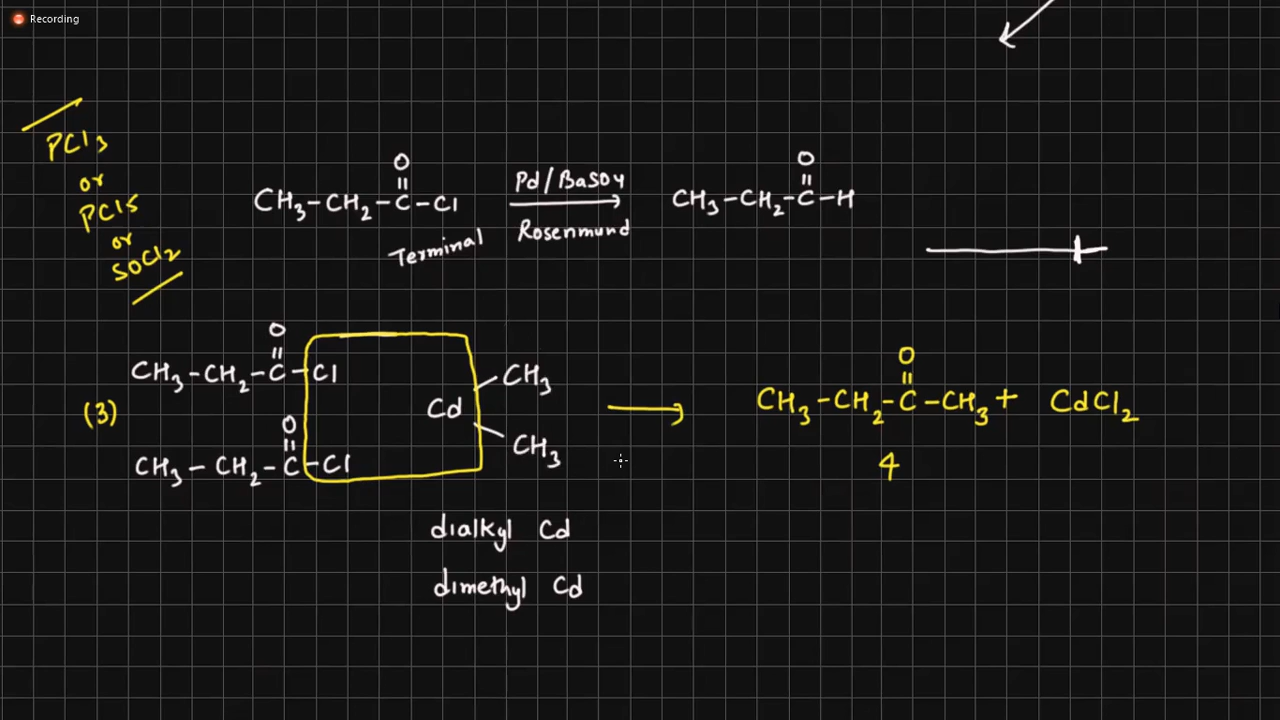 Recording
PCl3
or
PCl5
or
SOCl2
O
||
CH3-CH2-C-Cl
Terminal
Pd/BaSO4
Rosenmund
O
||
CH3-CH2-C-H
(3)
O
||
CH3-CH2-C-Cl
O
||
CH3-CH2-C-Cl
Cd
CH3
CH3
dialkyl Cd
dimethyl Cd
O
||
CH3-CH2-C-CH3 + CdCl2
4